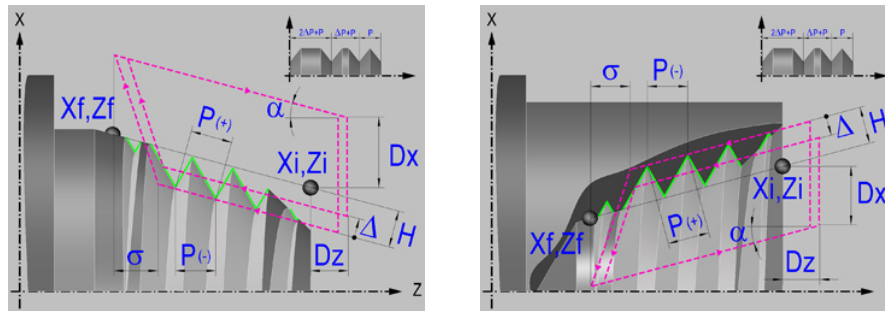 X
2ΔP+P
ΔP+P
P
Xf,Zf
P(+)
α
Xi,Zi
Dx
Δ
H
σ
P(-)
Dz
Z
X
2ΔP+P
ΔP+P
P
σ
P(-)
Δ
H
Xi,Zi
Dx
Xf,Zf
P(+)
α
Dz